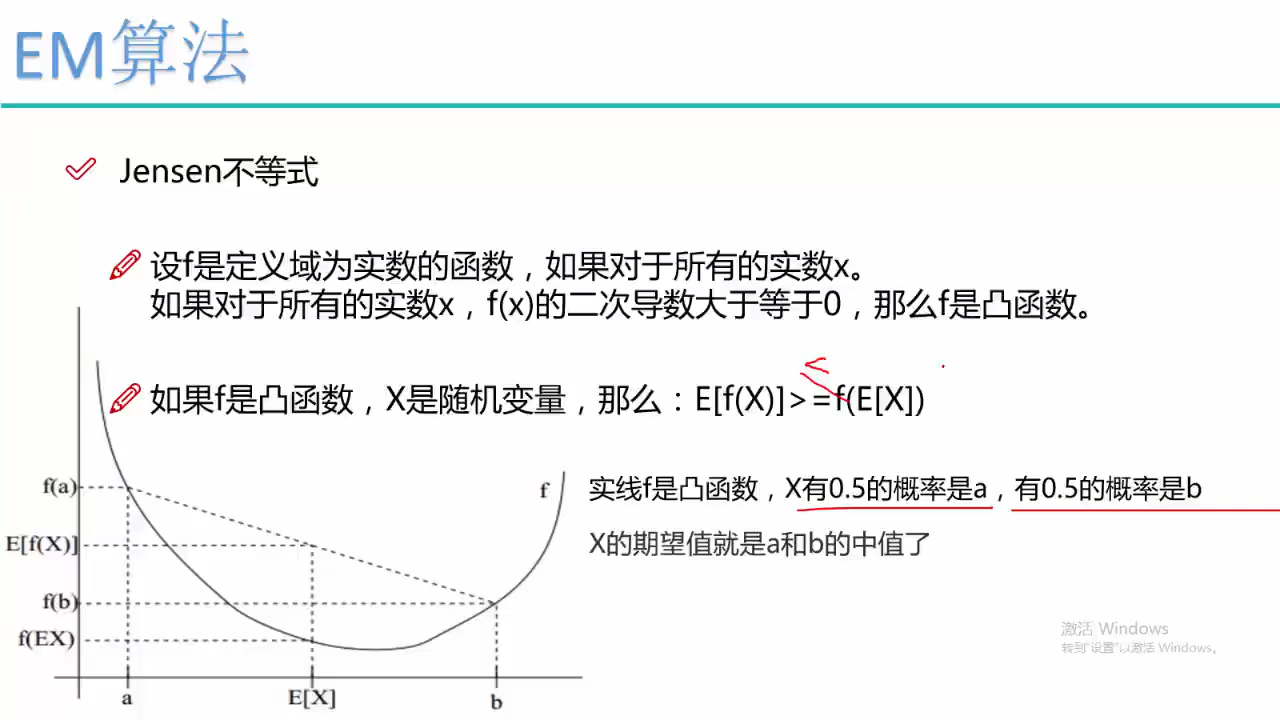 EM算法
Jensen不等式
设f是定义域为实数的函数，如果对于所有的实数x。
如果对于所有的实数x，f(x)的二次导数大于等于0，那么f是凸函数。
<
如果f是凸函数，X是随机变量，那么：E[f(X)]>=f(E[X])
f(a)
f
实线f是凸函数，X有0.5的概率是a，有0.5的概率是b
E[f(X)]
X的期望值就是a和b的中值了
f(b)
f(EX)
激活 Windows
转到"设置"以激活 Windows。
a
E[X]
b